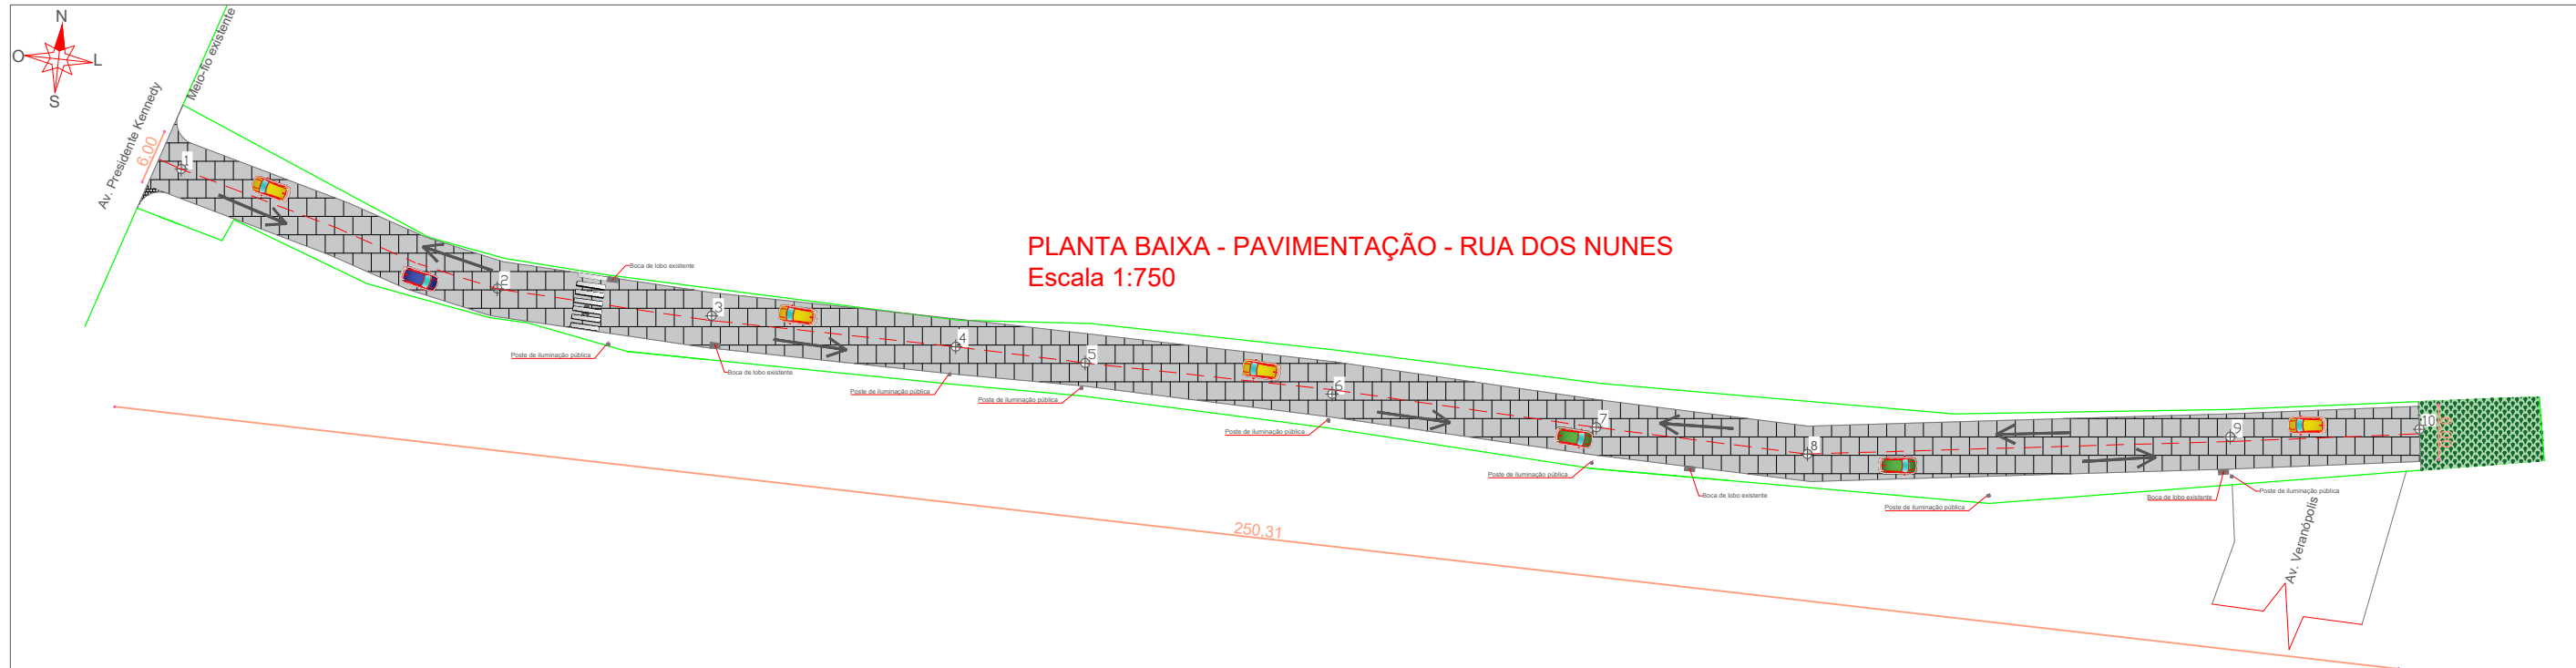 N
O
L
S
Meio-fio existente
Av. Presidente Kennedy
6,00
1
2
Boca de lobo existente
3
PLANTA BAIXA - PAVIMENTAÇÃO - RUA DOS NUNES
Escala 1:750
Poste de iluminação pública
Boca de lobo existente
4
5
Poste de iluminação pública
Poste de iluminação pública
6
Poste de iluminação pública
7
Poste de iluminação pública
8
Boca de lobo existente
Poste de iluminação pública
9
10
Boca de lobo existente
Poste de iluminação pública
Av. Veranópolis
250,31